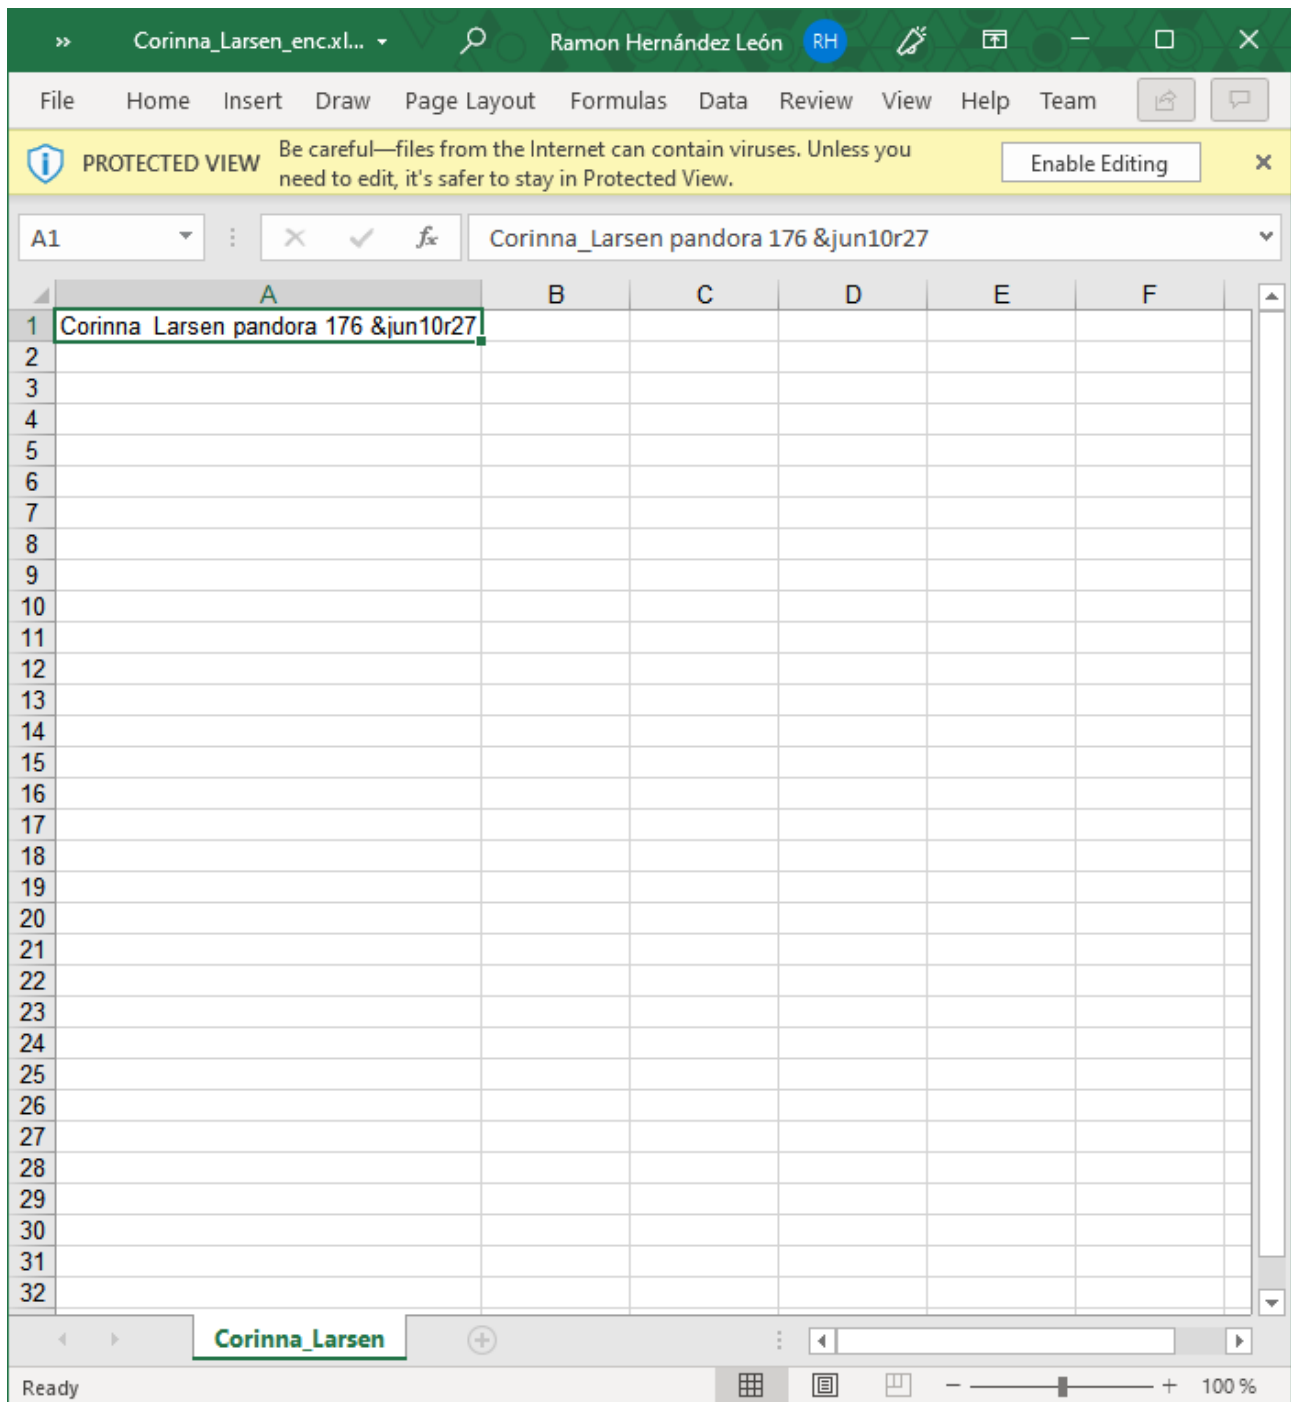 Corinna_Larsen_enc.xl...
Ramon Hernández León RH
File Home Insert Draw Page Layout Formulas Data Review View Help Team
PROTECTED VIEW Be careful—files from the Internet can contain viruses. Unless you
need to edit, it's safer to stay in Protected View.
Enable Editing
A1 fx Corinna_Larsen pandora 176 &jun10r27
A B C D E F
1 Corinna_Larsen pandora 176 &jun10r27
2
3
4
5
6
7
8
9
10
11
12
13
14
15
16
17
18
19
20
21
22
23
24
25
26
27
28
29
30
31
32
Corinna_Larsen
Ready 100 %